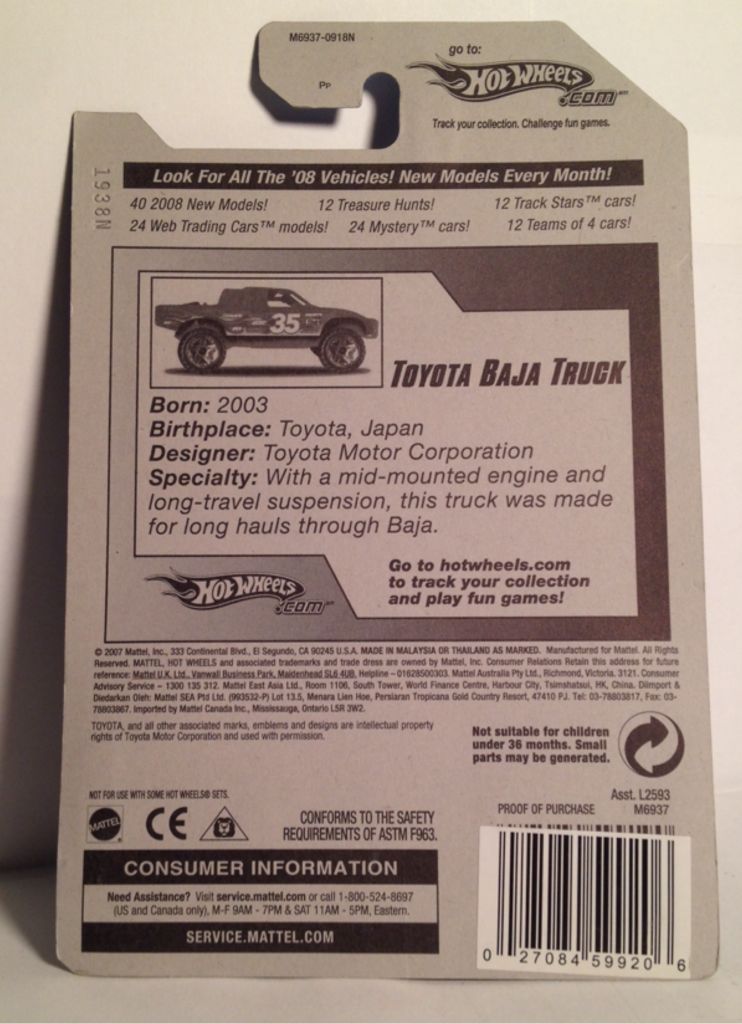 M6937-0918N
go to:
Hot Wheels
.com™
PP
Track your collection. Challenge fun games.
1938N
Look For All The '08 Vehicles! New Models Every Month!
40 2008 New Models! 12 Treasure Hunts! 12 Track Stars™ cars!
24 Web Trading Cars™ models! 24 Mystery™ cars! 12 Teams of 4 cars!
35
TOYOTA BAJA TRUCK
Born: 2003
Birthplace: Toyota, Japan
Designer: Toyota Motor Corporation
Specialty: With a mid-mounted engine and
long-travel suspension, this truck was made
for long hauls through Baja.
Hot Wheels
.com™
Go to hotwheels.com
to track your collection
and play fun games!
© 2007 Mattel, Inc., 333 Continental Blvd., El Segundo, CA 90245 U.S.A. MADE IN MALAYSIA OR THAILAND AS MARKED. Manufactured for Mattel. All Rights
Reserved. MATTEL, HOT WHEELS and associated trademarks and trade dress are owned by Mattel, Inc. Consumer Relations Retain this address for future
reference: Mattel U.K. Ltd., Vanwall Business Park, Maidenhead SL6 4UB. Helpline – 01628500303. Mattel Australia Pty Ltd., Richmond, Victoria. 3121. Consumer
Advisory Service – 1300 135 312. Mattel East Asia Ltd., Room 1106, South Tower, World Finance Centre, Harbour City, Tsimshatsui, HK, China. Diimport &
Diedarkan Oleh: Mattel SEA Ptd Ltd. (993532-P) Lot 13.5, Menara Lien Hoe, Persiaran Tropicana Gold Country Resort, 47410 PJ. Tel: 03-78803817, Fax: 03-
78803867. Imported by Mattel Canada Inc., Mississauga, Ontario L5R 3W2.
TOYOTA, and all other associated marks, emblems and designs are intellectual property
rights of Toyota Motor Corporation and used with permission.
Not suitable for children
under 36 months. Small
parts may be generated.
NOT FOR USE WITH SOME HOT WHEELS® SETS.
MATTEL
CE
CONFORMS TO THE SAFETY
REQUIREMENTS OF ASTM F963.
Asst. L2593
PROOF OF PURCHASE M6937
CONSUMER INFORMATION
Need Assistance? Visit service.mattel.com or call 1-800-524-8697
(US and Canada only), M-F 9AM - 7PM & SAT 11AM - 5PM, Eastern.
SERVICE.MATTEL.COM
0 27084 59920 6